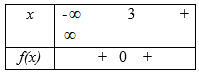 x -∞ 3 +
∞
f(x) + 0 +